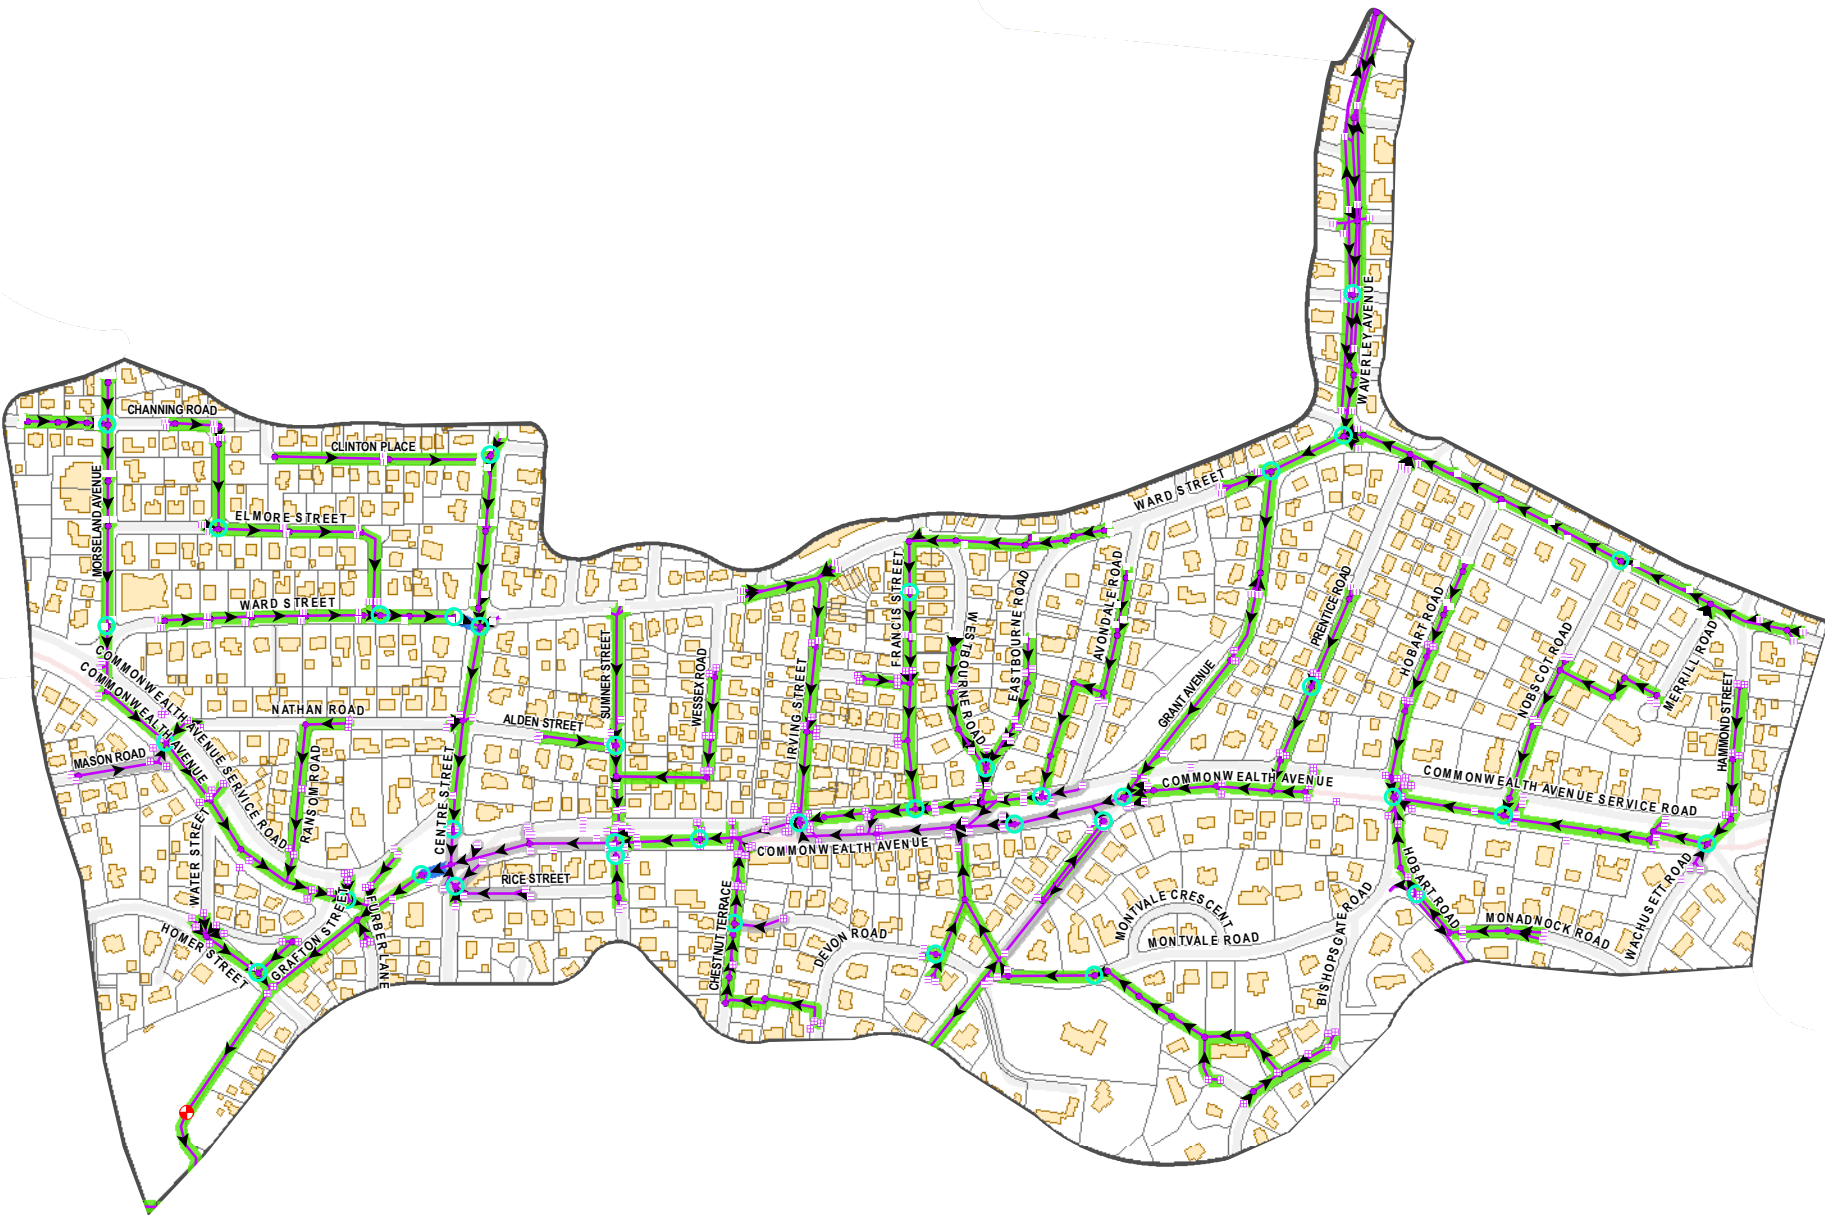 WAVERLEY AVENUE
CHANNING ROAD
CLINTON PLACE
MORSELAND AVENUE
ELMORE STREET
WARD STREET
WARD STREET
COMMONWEALTH AVENUE SERVICE ROAD
COMMONWEALTH AVENUE
NATHAN ROAD
MASON ROAD
RANSOM ROAD
WATER STREET
CENTRE STREET
ALDEN STREET
SUMNER STREET
WESSEX ROAD
IRVING STREET
FRANCIS STREET
WESTBOURNE ROAD
EASTBOURNE ROAD
AVONDALE ROAD
GRANT AVENUE
PRENTICE ROAD
HOBART ROAD
NOBSCOT ROAD
MERRILL ROAD
HAMMOND STREET
COMMONWEALTH AVENUE
COMMONWEALTH AVENUE SERVICE ROAD
COMMONWEALTH AVENUE
RICE STREET
HOMER STREET
GRAFTON STREET
FURBER LANE
CHESTNUT TERRACE
DEVON ROAD
MONTVALE CRESCENT
MONTVALE ROAD
BISHOPSGATE ROAD
HOBART ROAD
MONADNOCK ROAD
WACHUSETT ROAD